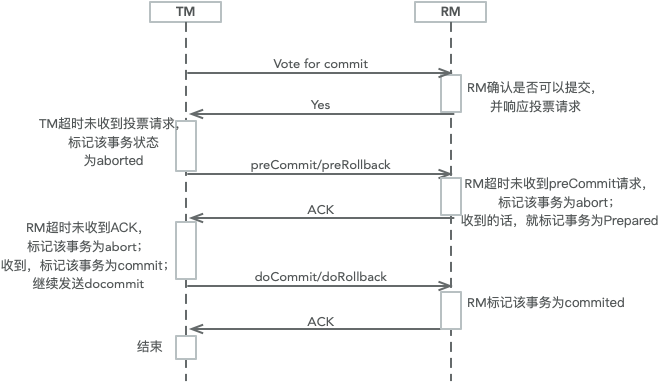 TM
RM
Vote for commit
RM确认是否可以提交，
并响应投票请求
Yes
TM超时未收到投票请求，
标记该事务状态
为aborted
preCommit/preRollback
RM超时未收到preCommit请求，
标记该事务为abort；
收到的话，就标记事务为Prepared
ACK
RM超时未收到ACK，
标记该事务为abort；
收到，标记该事务为commit；
继续发送docommit
doCommit/doRollback
RM标记该事务为commited
ACK
结束